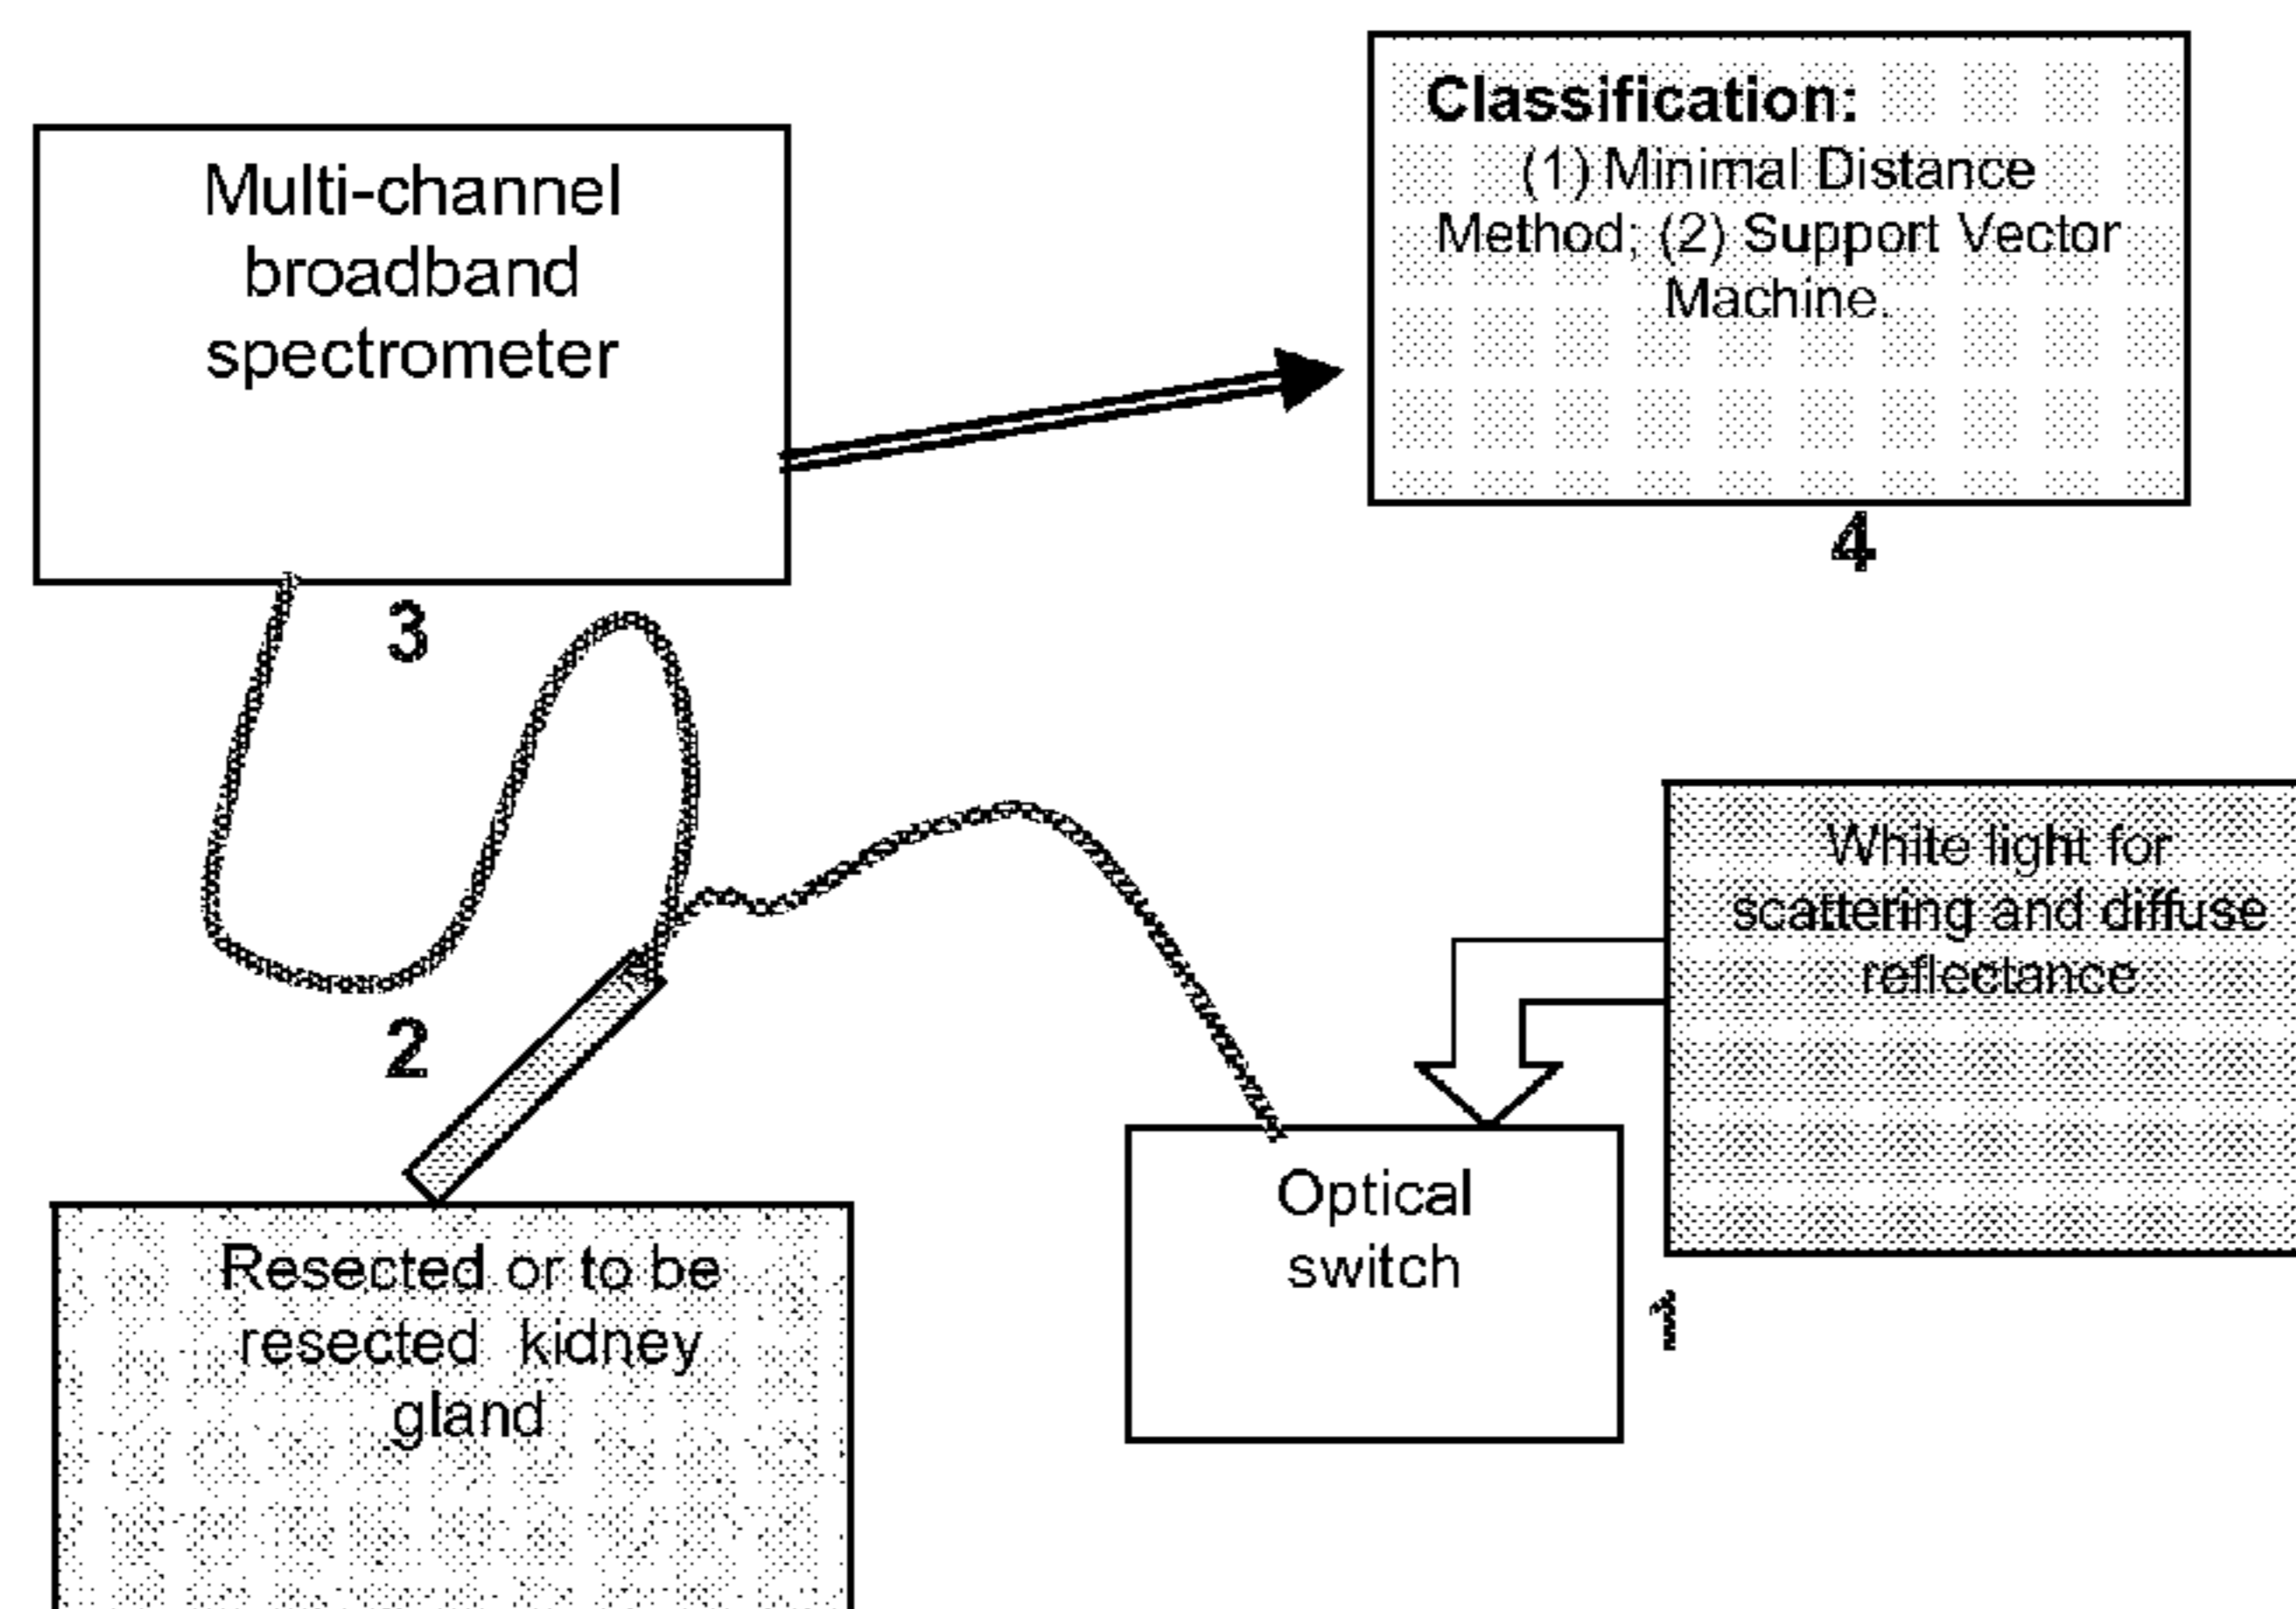 Multi-channel
broadband
spectrometer
3
Classification:
(1) Minimal Distance
Method; (2) Support Vector
Machine.
4
White light for
scattering and diffuse
reflectance
2
Optical
switch
1
Resected or to be
resected kidney
gland